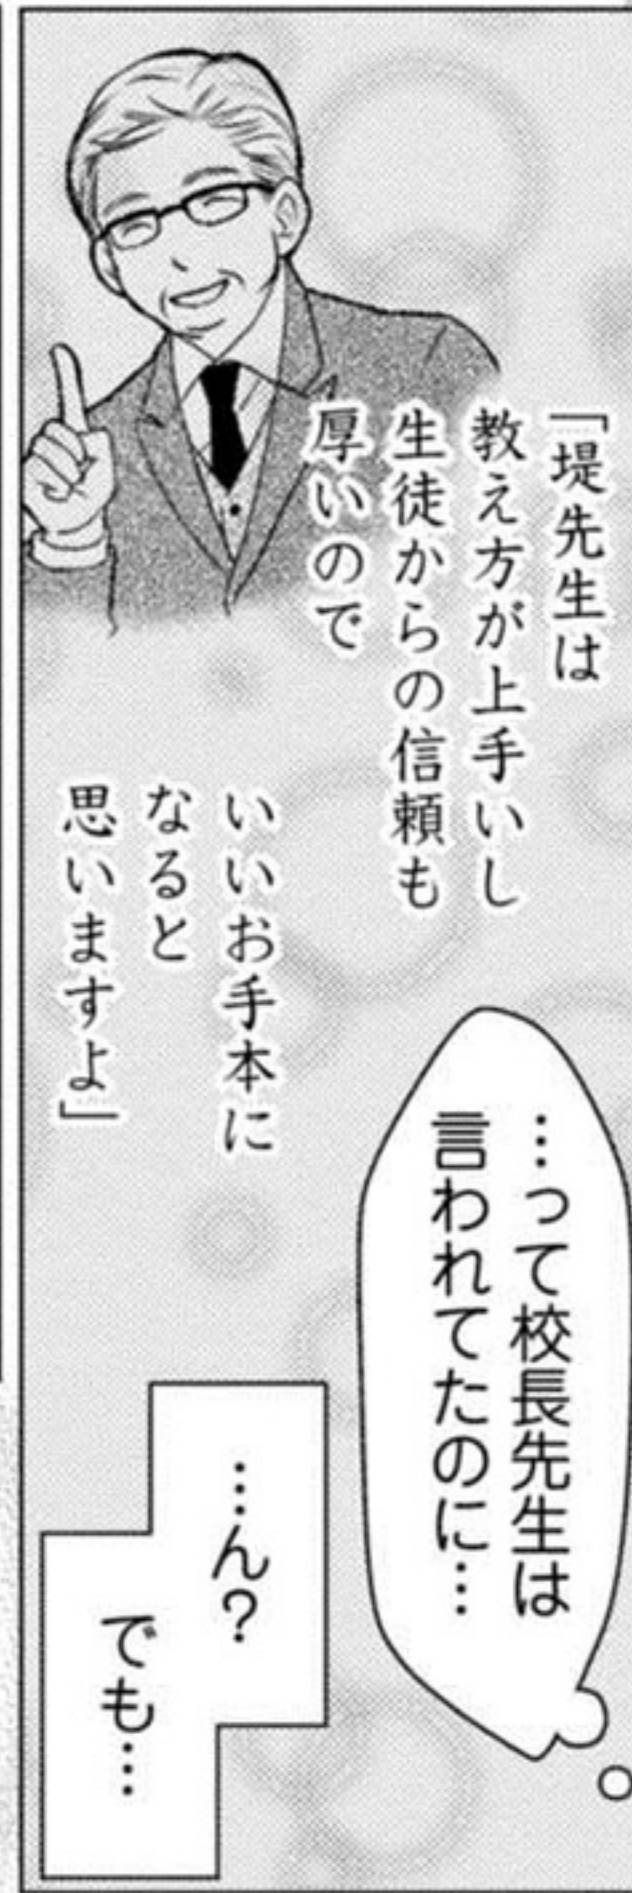 「堤先生は
教え方が上手いし
生徒からの信頼も
厚いので
いいお手本に
なると
思いますよ」
…って校長先生は
言われてたのに…
…ん？
でも…